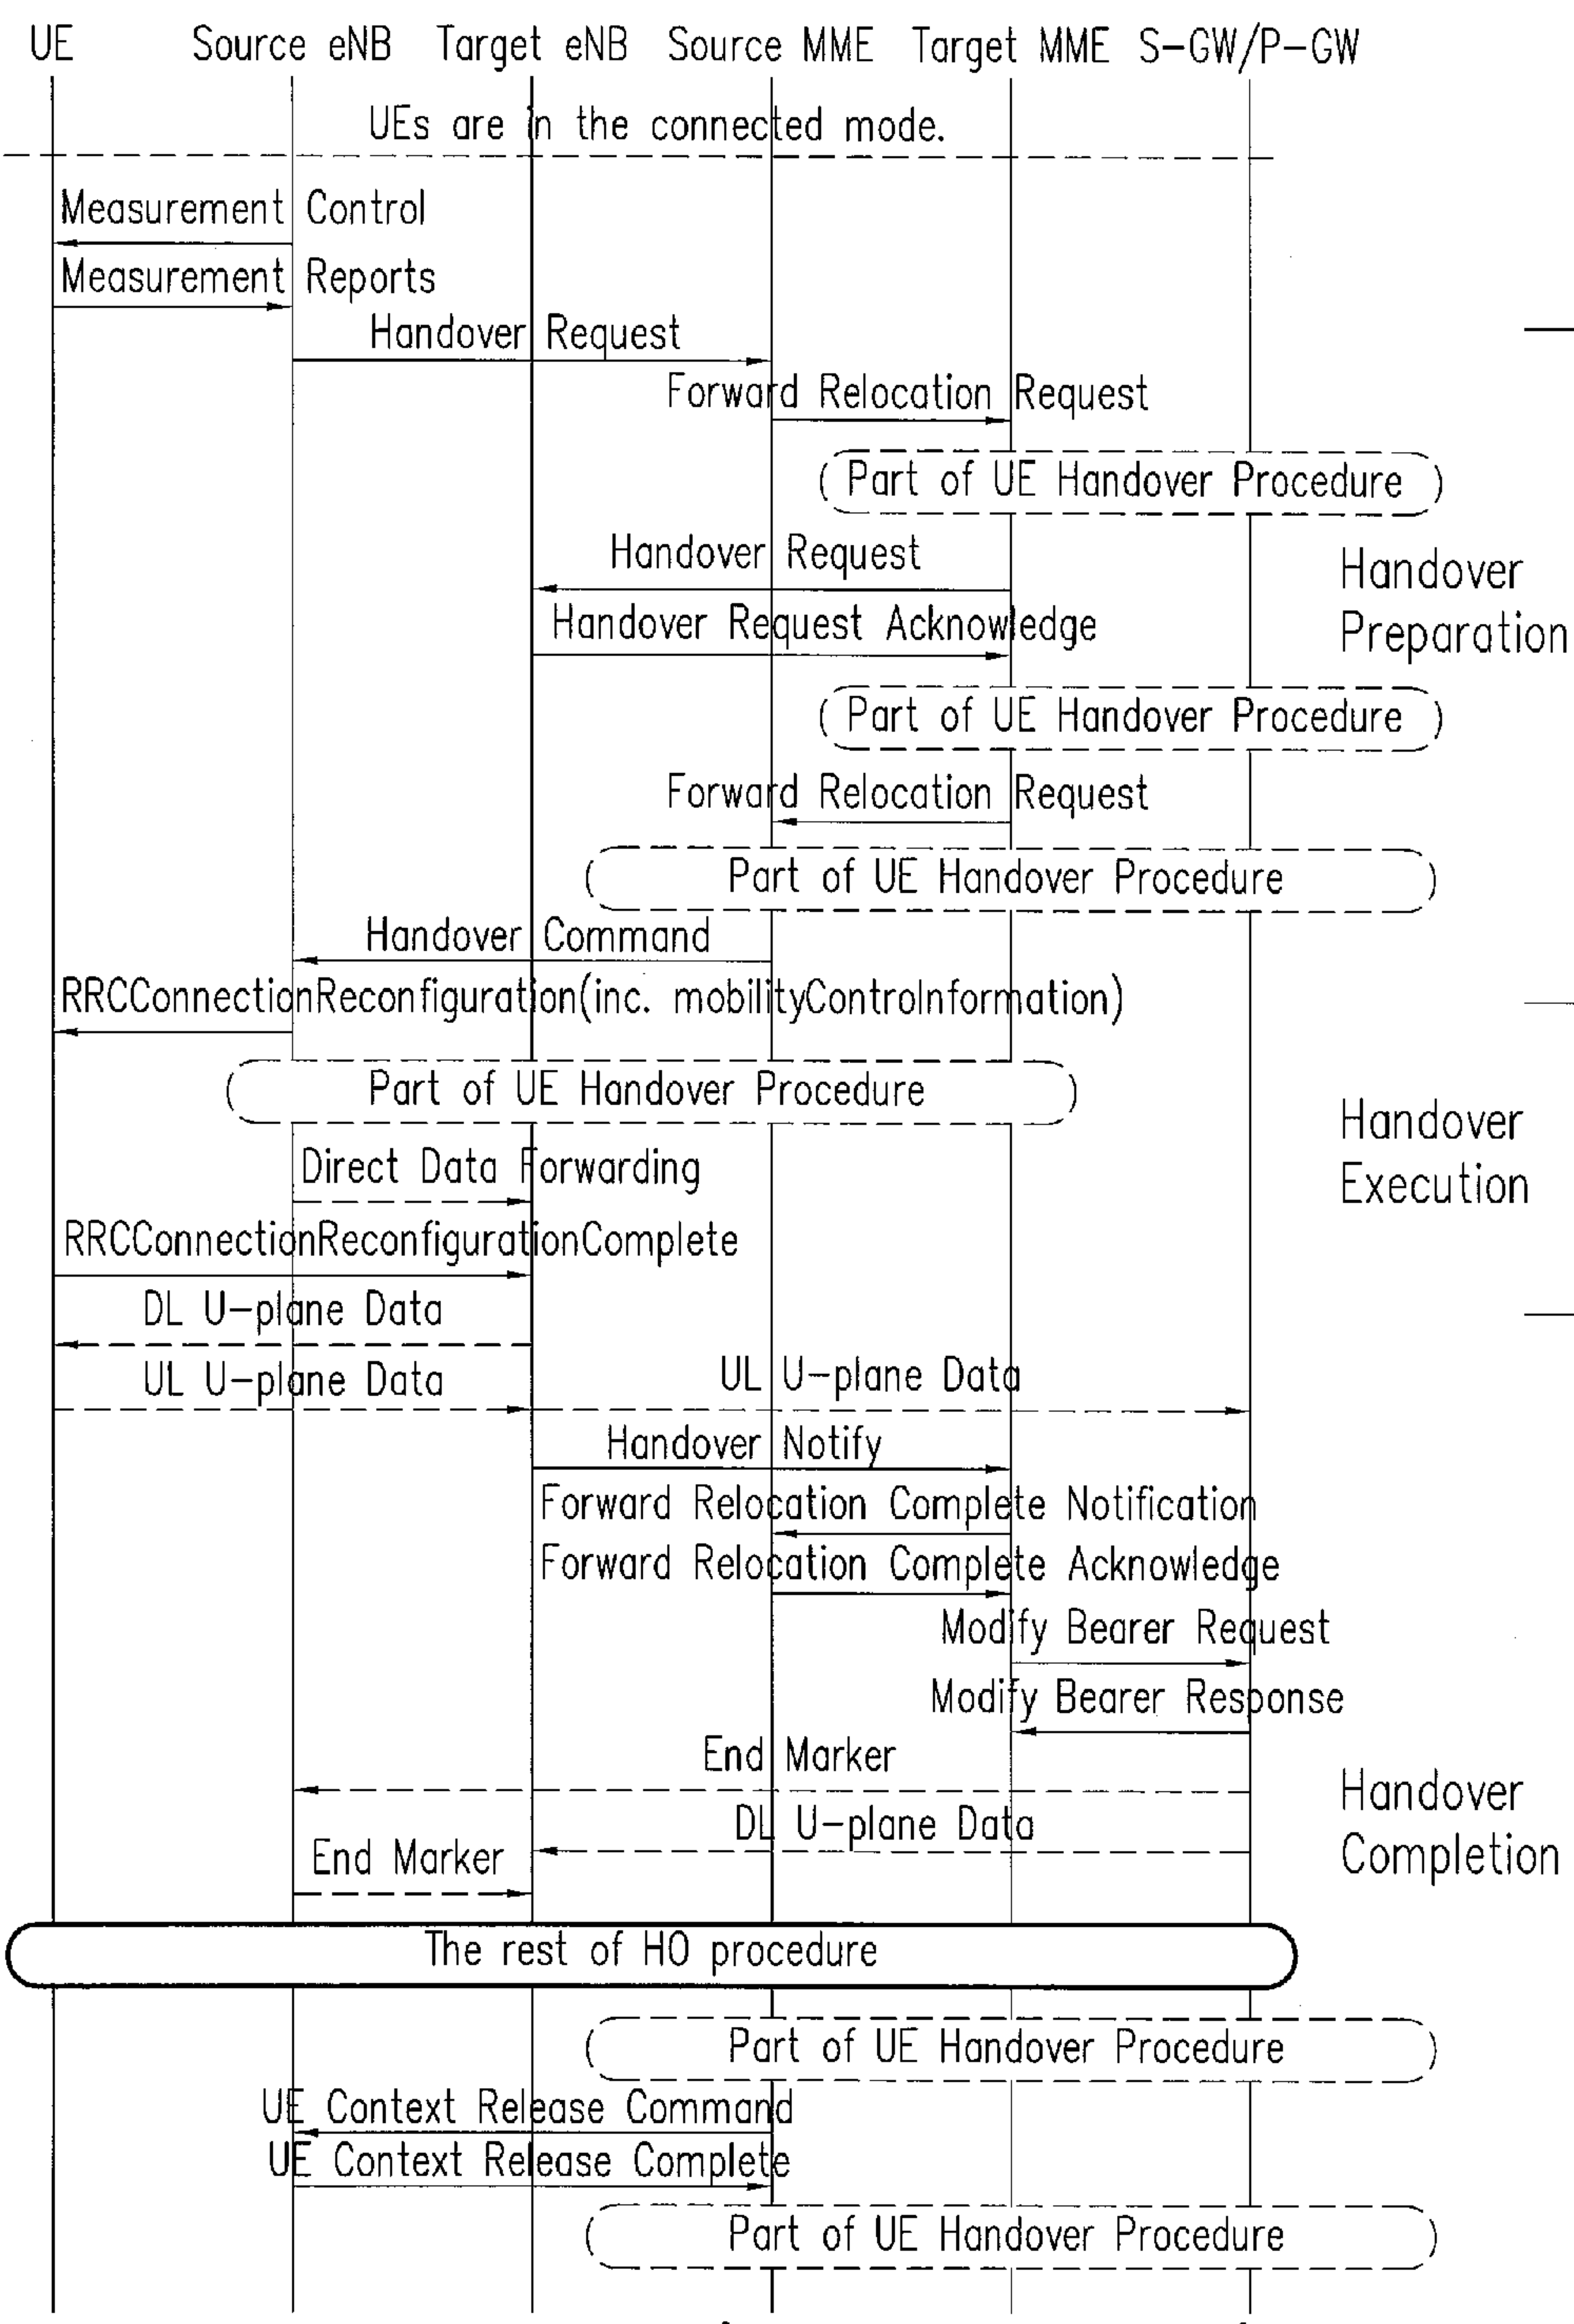 UE Source eNB Target eNB Source MME Target MME S-GW/P-GW
UEs are in the connected mode.
Measurement Control
Measurement Reports
Handover Request
Forward Relocation Request
Part of UE Handover Procedure
Handover Request
Handover
Preparation
Handover Request Acknowledge
Part of UE Handover Procedure
Forward Relocation Request
Part of UE Handover Procedure
Handover Command
RRCConnectionReconfiguration(inc. mobilityControInformation)
Part of UE Handover Procedure
Handover
Execution
Direct Data Forwarding
RRCConnectionReconfigurationComplete
DL U-plane Data
UL U-plane Data UL U-plane Data
Handover Notify
Forward Relocation Complete Notification
Forward Relocation Complete Acknowledge
Modify Bearer Request
Modify Bearer Response
End Marker
Handover
Completion
DL U-plane Data
End Marker
The rest of HO procedure
Part of UE Handover Procedure
UE Context Release Command
UE Context Release Complete
Part of UE Handover Procedure